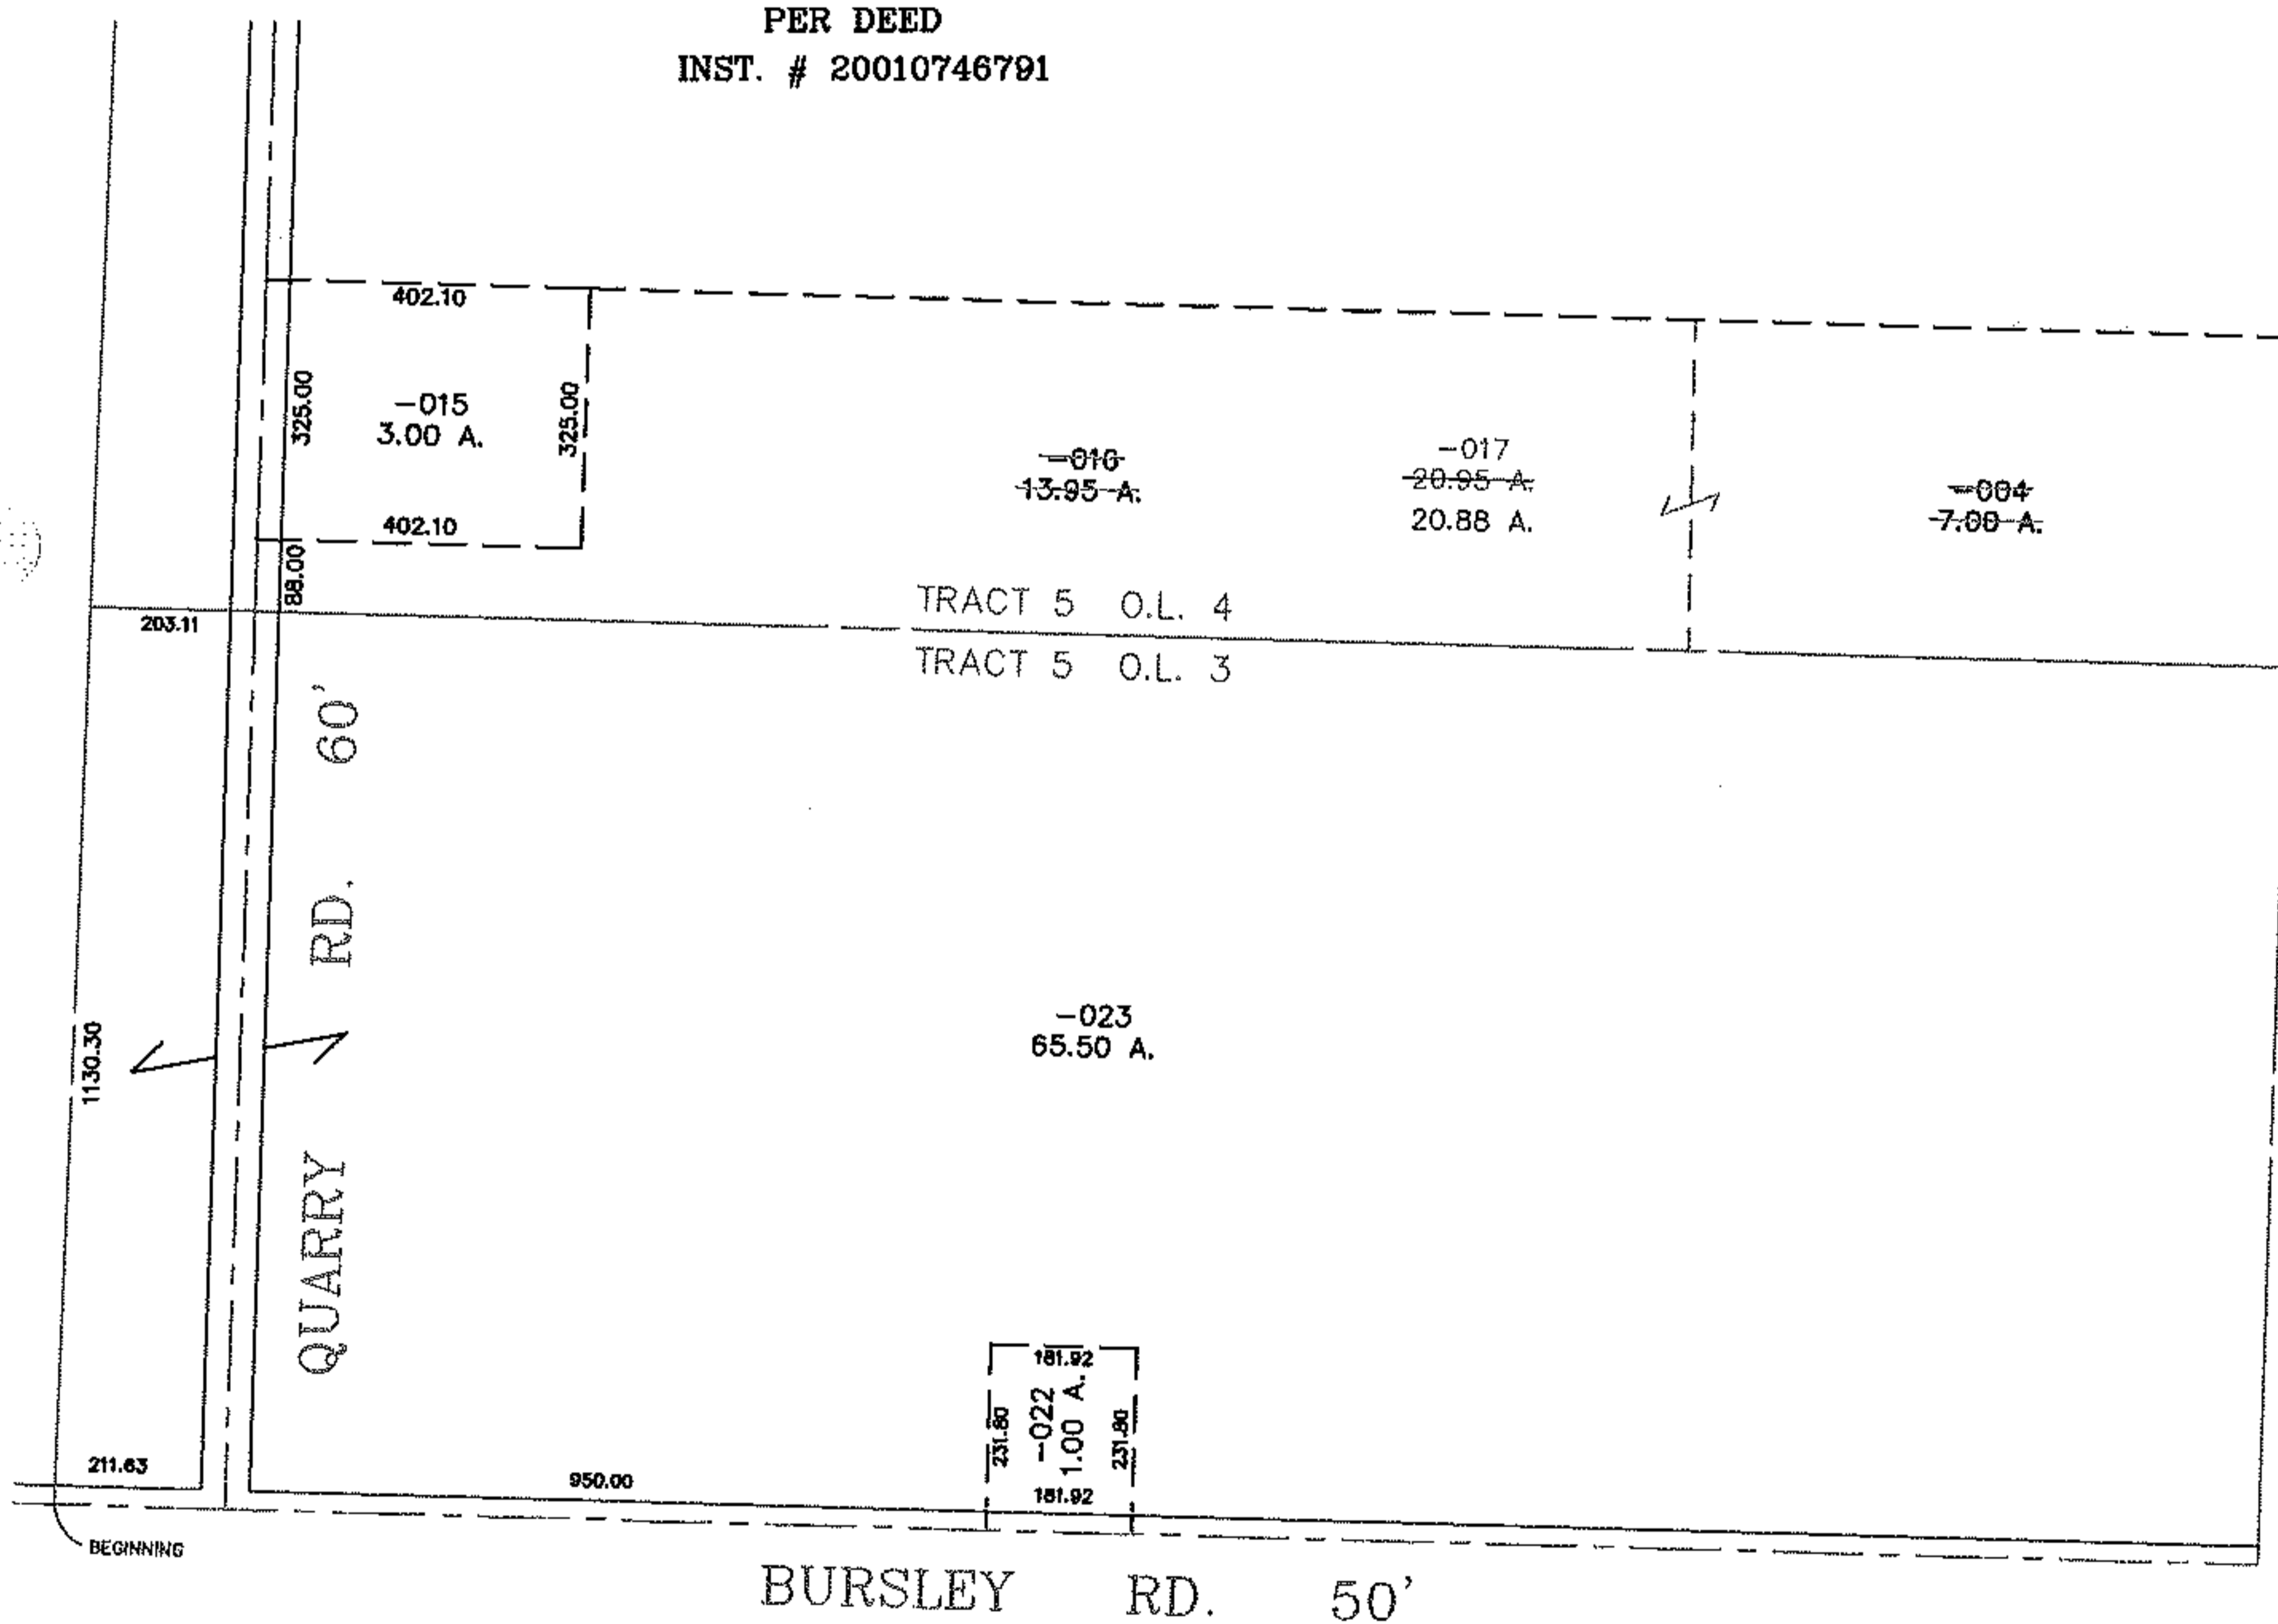 PER DEED
INST. # 20010746791
402.10
325.00
-015
3.00 A.
325.00
402.10
88.00
-016
13.95 A.
-017
20.95 A.
20.88 A.
-004
7.00 A.
203.11
TRACT 5 O.L. 4
TRACT 5 O.L. 3
QUARRY RD. 60'
1130.30
-023
65.50 A.
181.92
231.80
-022
1.00 A.
231.80
181.92
211.63
950.00
BEGINNING
BURSLEY RD. 50'